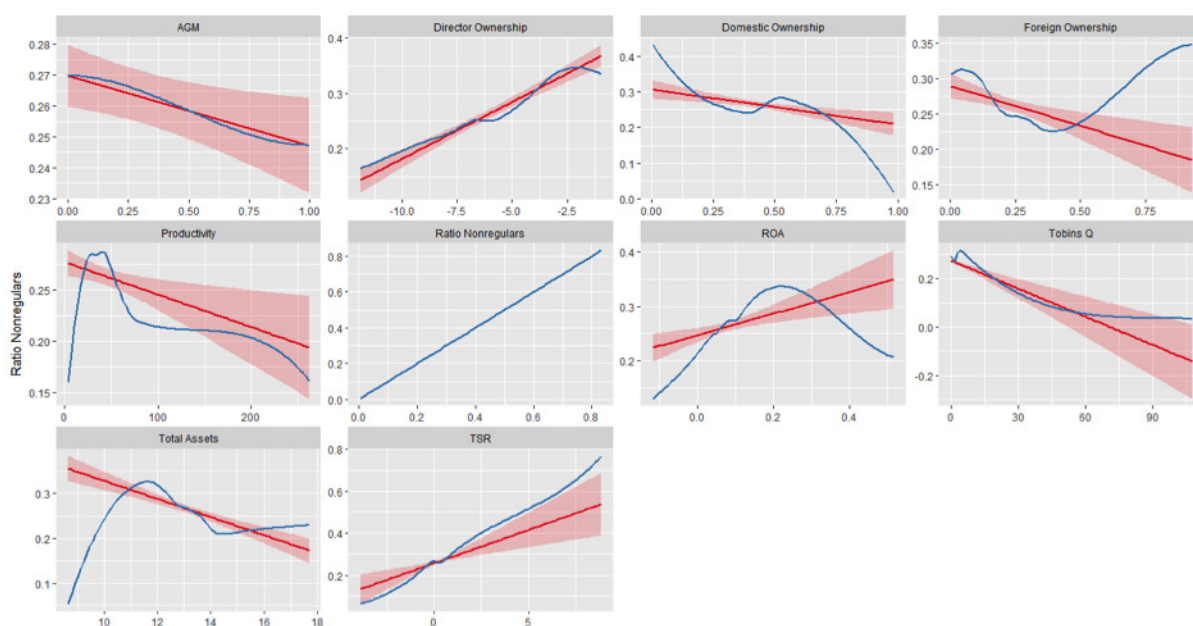 AGM Director Ownership Domestic Ownership Foreign Ownership
0.28 0.27 0.26 0.25 0.24 0.23
0.00 0.25 0.50 0.75 1.00
0.4 0.3 0.2
-10.0 -7.5 -5.0 -2.5
0.4 0.3 0.2 0.1 0.0
0.00 0.25 0.50 0.75 1.00
0.35 0.30 0.25 0.20 0.15
0.00 0.25 0.50 0.75
Ratio Nonregulars
Productivity Ratio Nonregulars ROA Tobins Q
0.25 0.20 0.15
0 100 200
0.8 0.6 0.4 0.2 0.0
0.0 0.2 0.4 0.6 0.8
0.4 0.3 0.2
0.0 0.2 0.4
0.2 0.0 -0.2
0 30 60 90
Total Assets TSR
0.3 0.2 0.1
10 12 14 16 18
0.8 0.6 0.4 0.2
0 5